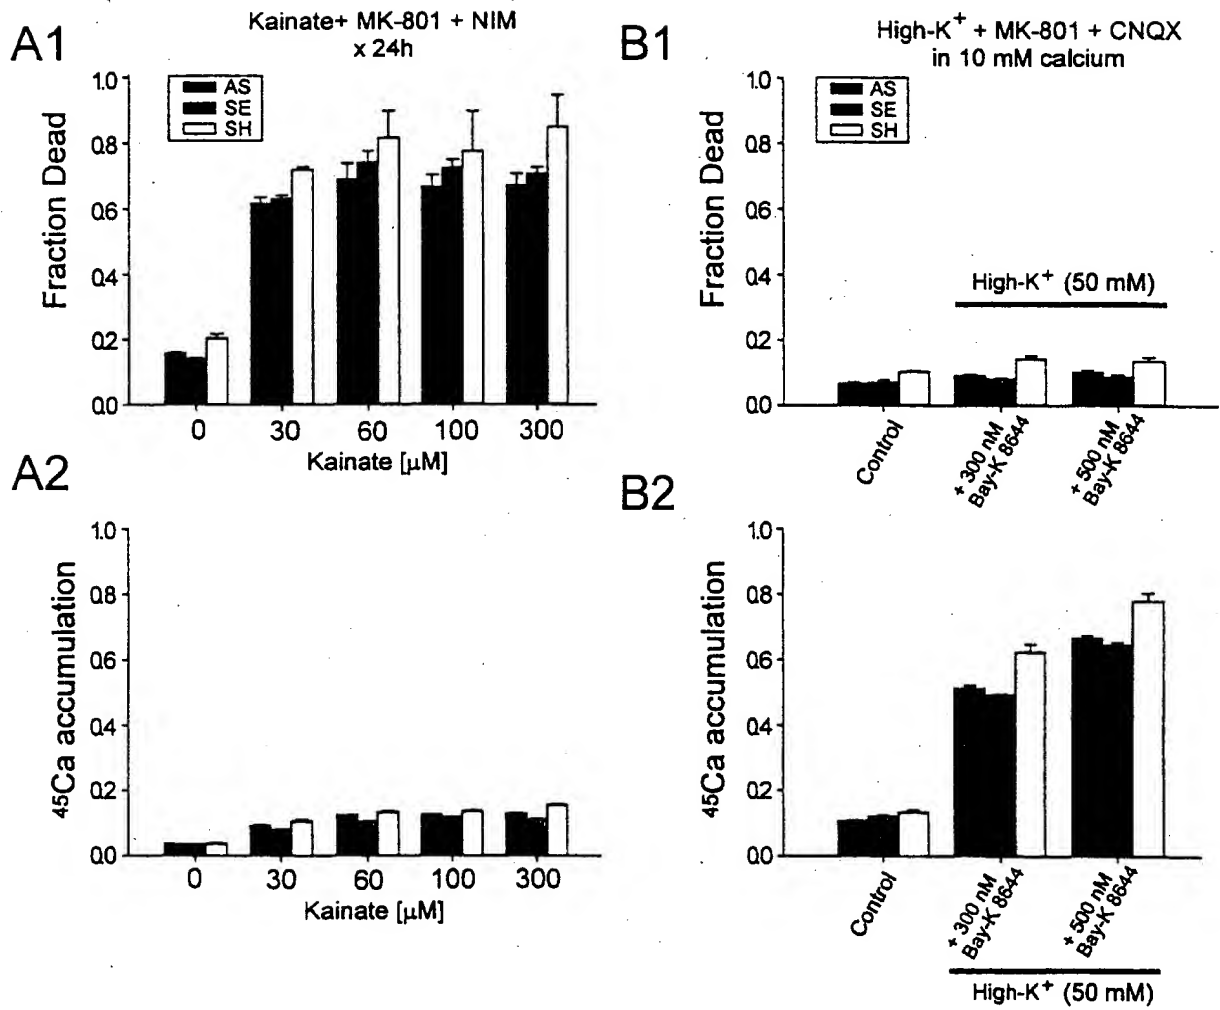 A1
Kainate+ MK-801 + NIM
x 24h
AS
SE
SH
Fraction Dead
1.0
0.8
0.6
0.4
0.2
0.0
0 30 60 100 300
Kainate [μM]
B1
High-K+ + MK-801 + CNQX
in 10 mM calcium
AS
SE
SH
Fraction Dead
1.0
0.8
0.6
0.4
0.2
0.0
High-K+ (50 mM)
Control
+ 300 nM
Bay-K 8644
+ 500 nM
Bay-K 8644
A2
45Ca accumulation
1.0
0.8
0.6
0.4
0.2
0.0
0 30 60 100 300
Kainate [μM]
B2
45Ca accumulation
1.0
0.8
0.6
0.4
0.2
0.0
Control
+ 300 nM
Bay-K 8644
+ 500 nM
Bay-K 8644
High-K+ (50 mM)